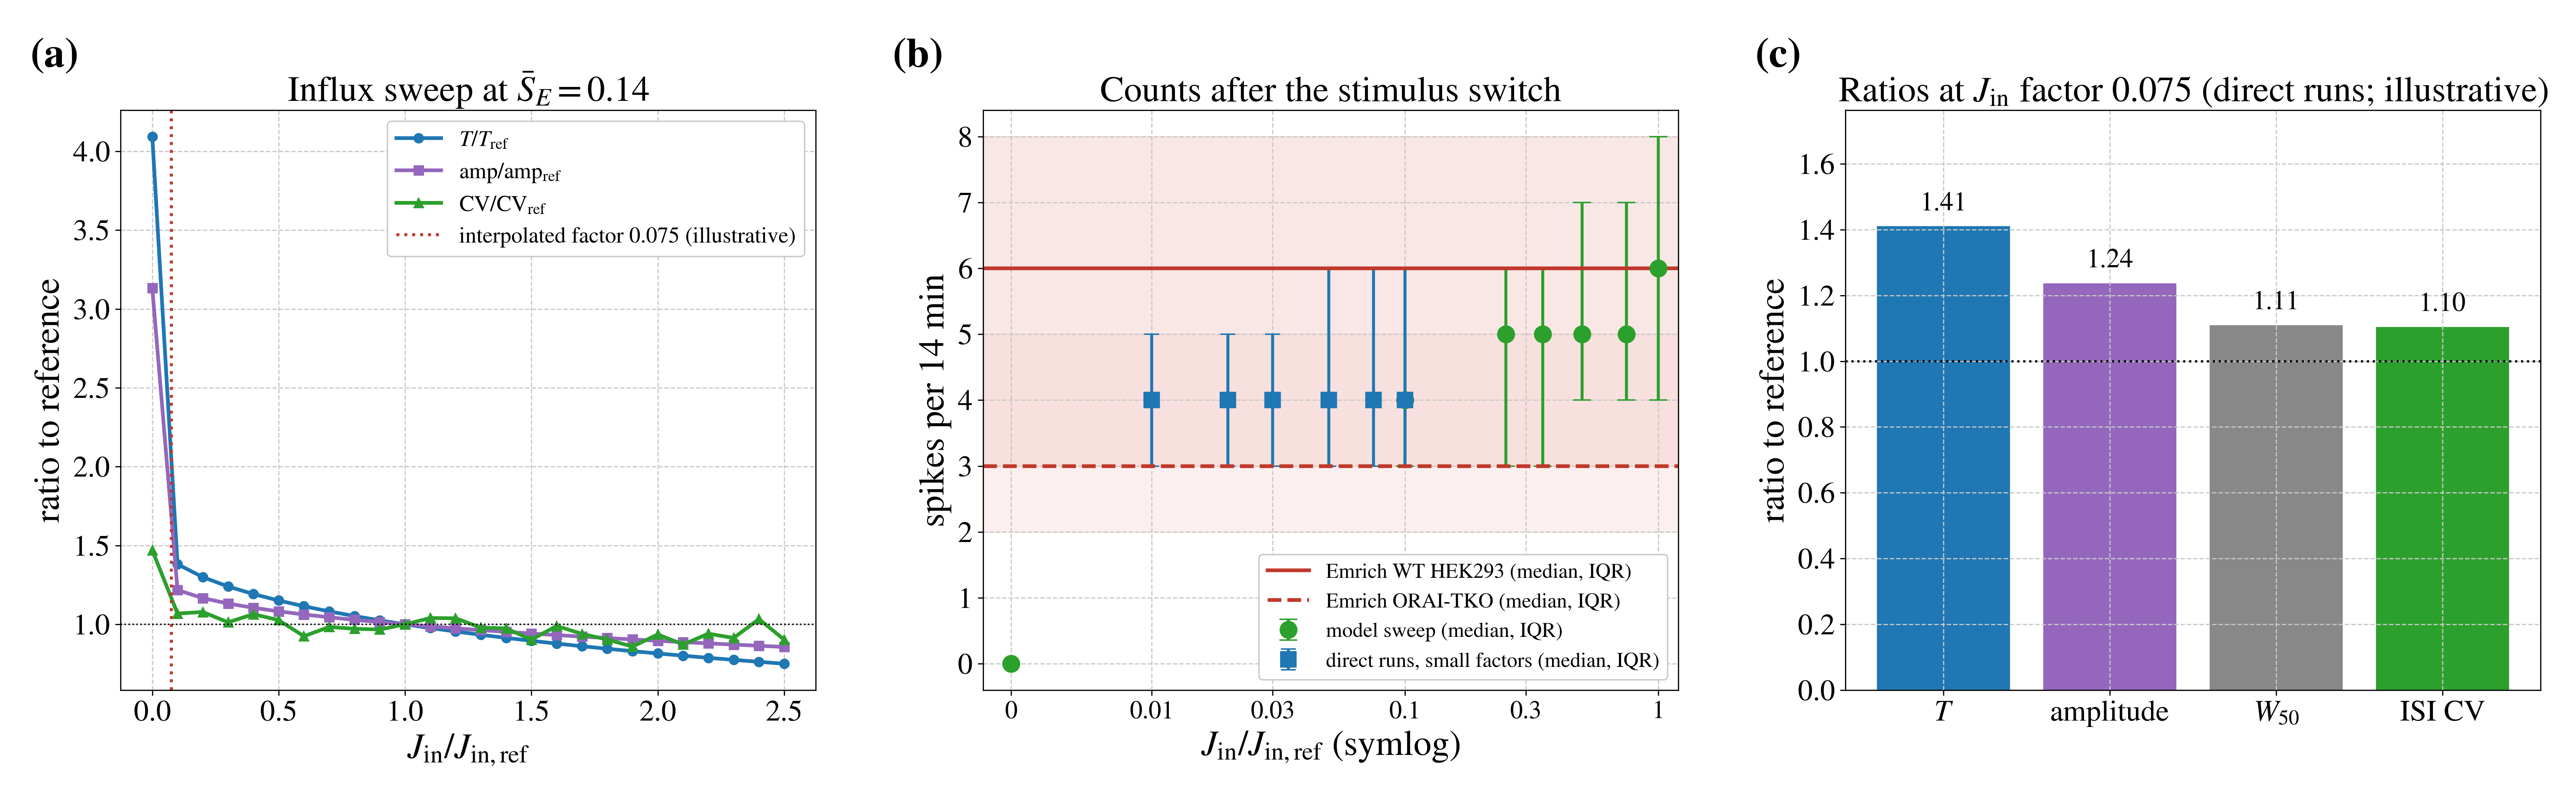 (a)
Influx sweep at S̄_E = 0.14
ratio to reference
4.0
3.5
3.0
2.5
2.0
1.5
1.0
T/T_ref
amp/amp_ref
CV/CV_ref
interpolated factor 0.075 (illustrative)
0.0 0.5 1.0 1.5 2.0 2.5
J_in/J_in, ref
(b)
Counts after the stimulus switch
spikes per 14 min
8
7
6
5
4
3
2
1
0
Emrich WT HEK293 (median, IQR)
Emrich ORAI-TKO (median, IQR)
model sweep (median, IQR)
direct runs, small factors (median, IQR)
0 0.01 0.03 0.1 0.3 1
J_in/J_in, ref (symlog)
(c)
Ratios at J_in factor 0.075 (direct runs; illustrative)
ratio to reference
1.6
1.4
1.2
1.0
0.8
0.6
0.4
0.2
0.0
1.41
1.24
1.11
1.10
T amplitude W_50 ISI CV